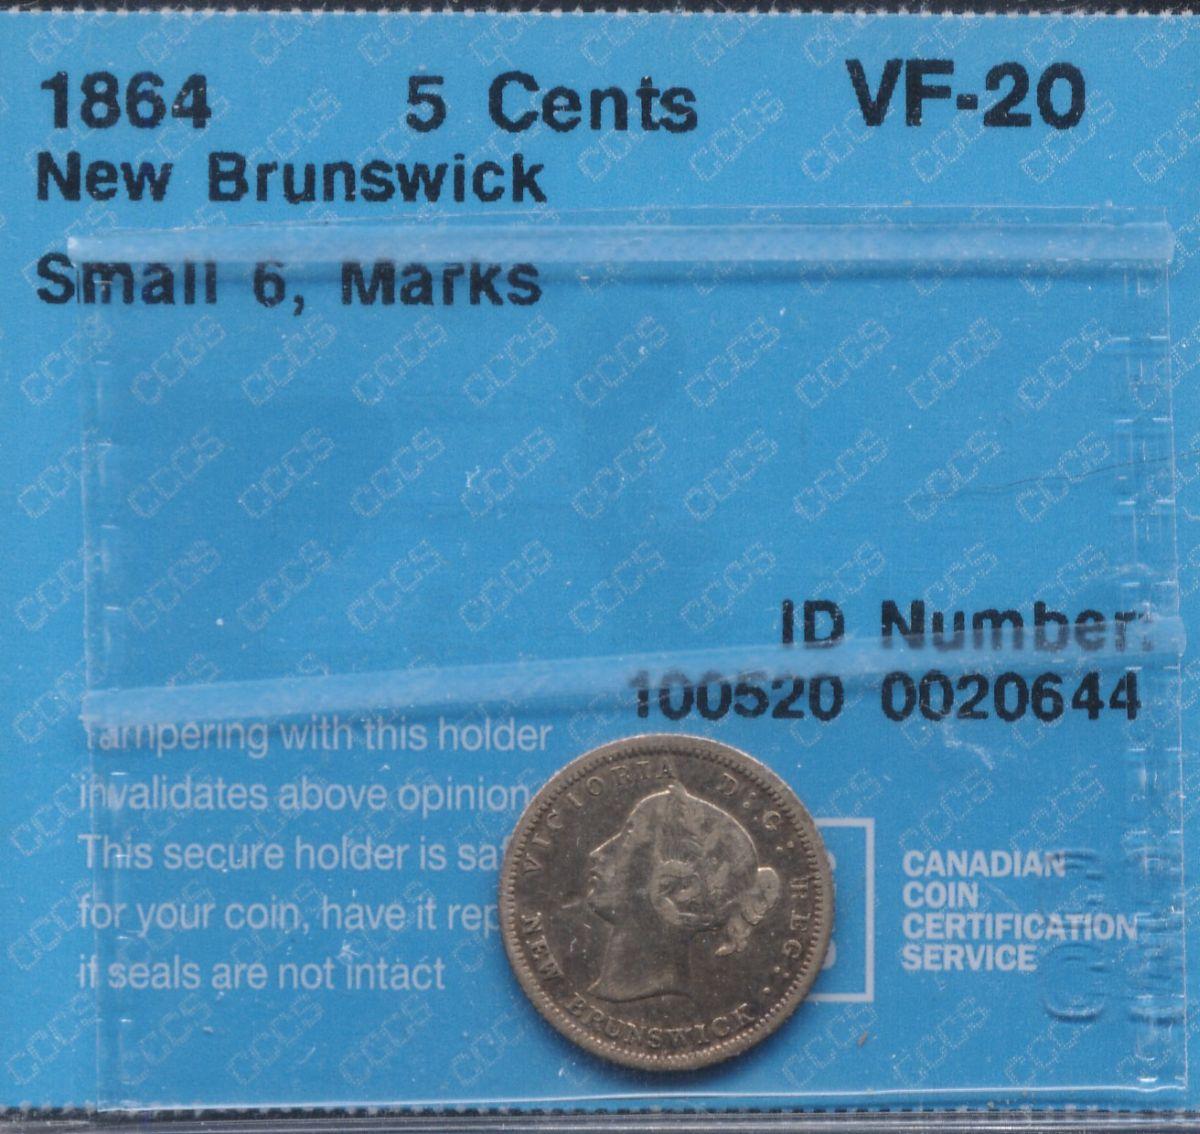 1864 5 Cents VF-20
New Brunswick
Small 6, Marks
ID Number:
100520 0020644
Tampering with this holder
invalidates above opinion
This secure holder is
for your coin, have it
if seals are not intact
CANADIAN
COIN
CERTIFICATION
SERVICE
VICTORIA D:G: REG:
NEW BRUNSWICK
CCCS